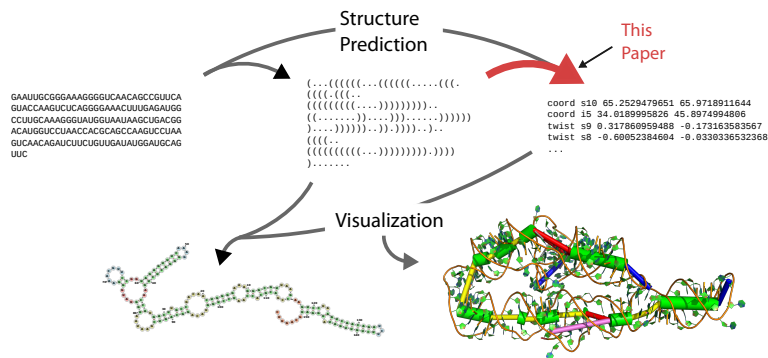 Structure
Prediction
This
Paper
GAAUUGCGGGAAAGGGGUCAACAGCCGUUCA
GUACCAAGUCUCAGGGGAAACUUUGAGAUGG
CCUUGCAAAGGGUAUGGUAAUAAGCUGACGG
ACAUGGUCCUAACCACGCAGCCAAGUCCUAA
GUCAACAGAUCUUCUGUUGAUAUGGAUGCAG
UUC
(...((((((...((((((.....(((.
((((.(((..
(((((((((....)))))))))..
((.......))....)))......))))))
)....))))))..)).))))..)..
((((..
((((((((((...))))))))).))))
).......
coord s10 65.2529479651 65.9718911644
coord i5 34.0189995826 45.8974994806
twist s9 0.317860959488 -0.173163583567
twist s8 -0.60052384604 -0.0330336532368
...
Visualization